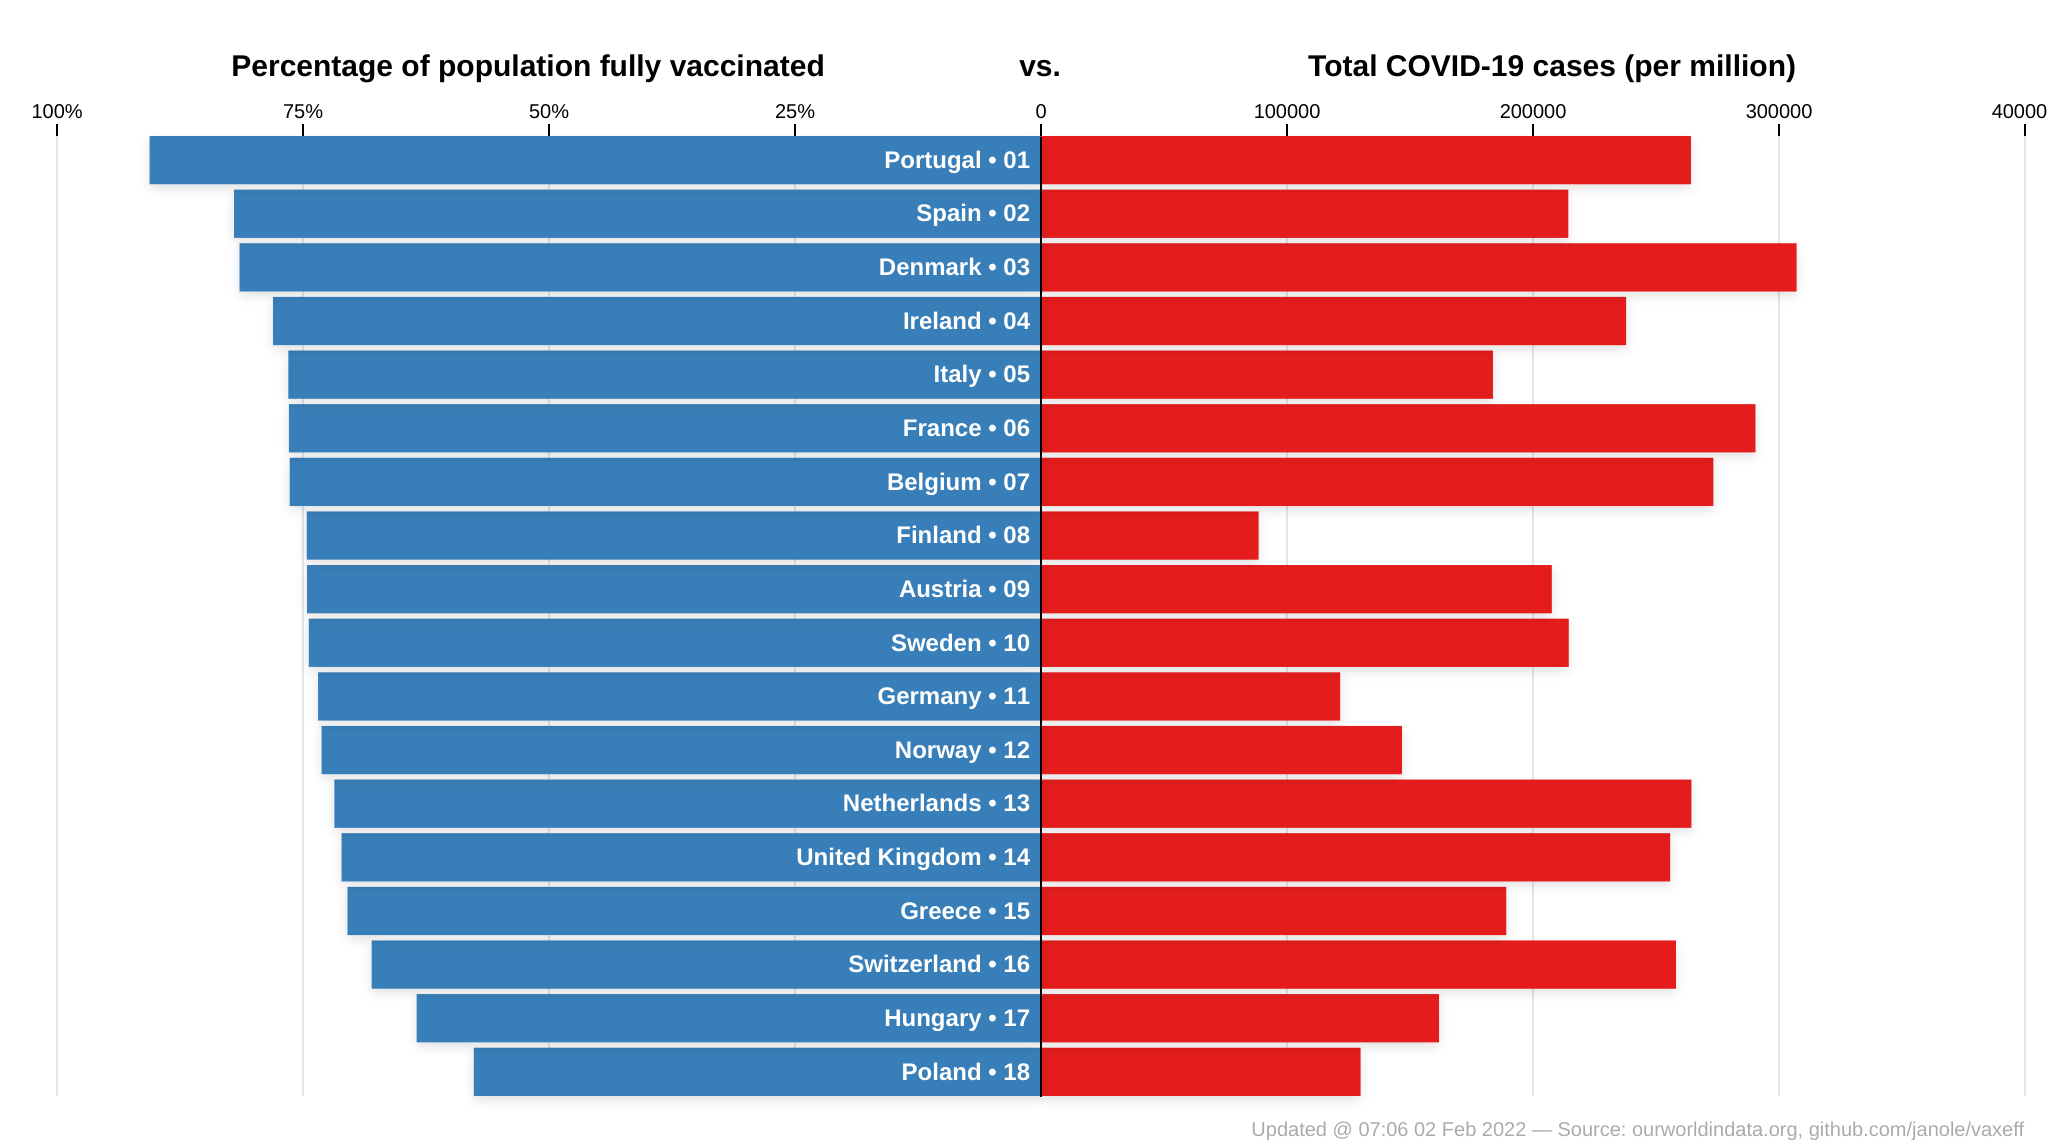 Percentage of population fully vaccinated vs. Total COVID-19 cases (per million)
100% 75% 50% 25% 0 100000 200000 300000 40000
Portugal • 01
Spain • 02
Denmark • 03
Ireland • 04
Italy • 05
France • 06
Belgium • 07
Finland • 08
Austria • 09
Sweden • 10
Germany • 11
Norway • 12
Netherlands • 13
United Kingdom • 14
Greece • 15
Switzerland • 16
Hungary • 17
Poland • 18
Updated @ 07:06 02 Feb 2022 — Source: ourworldindata.org, github.com/janole/vaxeff